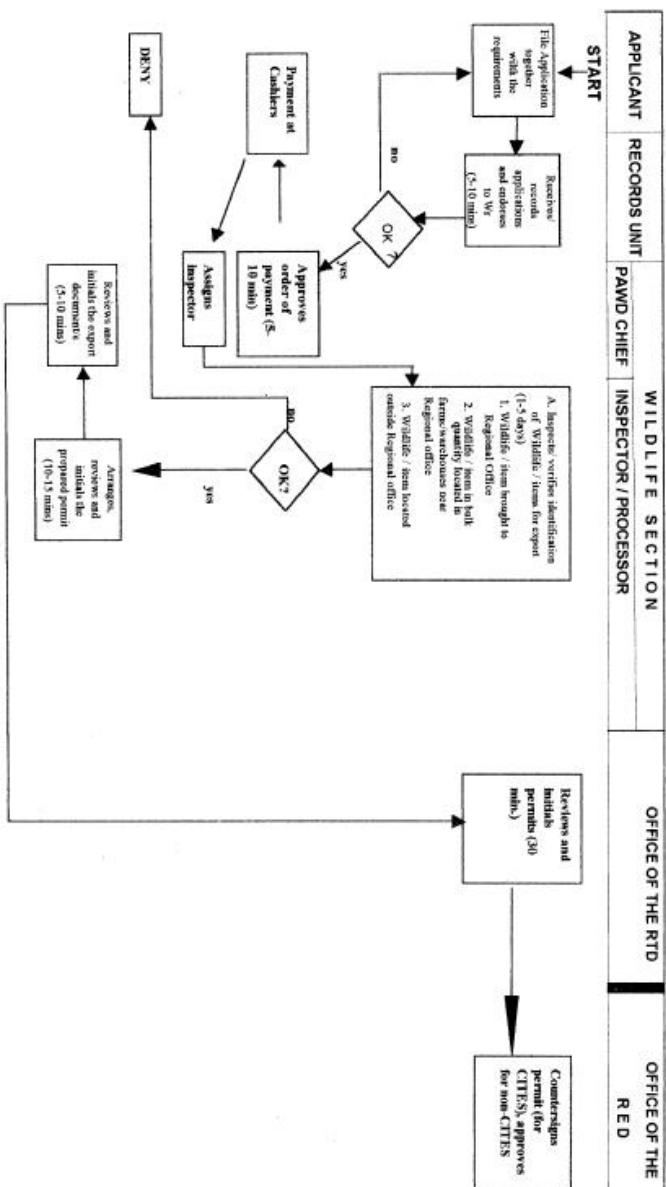 APPLICANT
RECORDS UNIT
WILDLIFE SECTION
PAWD CHIEF
INSPECTOR / PROCESSOR
OFFICE OF THE RTD
OFFICE OF THE
RED
START
File Application
together
with the
requirements
Receives/
records
applications
and endorses
to Wr
(5-10 mins)
OK ?
no
yes
Approves
order of
payment (5-
10 min)
Payment at
Cashiers
Assigns
inspector
A. Inspects/ verifies identification
of Wildlife / items for export
(1-5 days)
1. Wildlife / item brought to
Regional Office
2. Wildlife / item in bulk
quantity located in
farms/warehouses near
Regional office
3. Wildlife / item located
outside Regional office
OK?
no
yes
DENY
Arranges,
reviews and
initials the
prepared permit
(10-15 mins)
Reviews and
initials the export
document/s
(5-10 mins)
Reviews and
initials
permits (30
min.)
Countersigns
permit (for
CITES), approves
for non-CITES